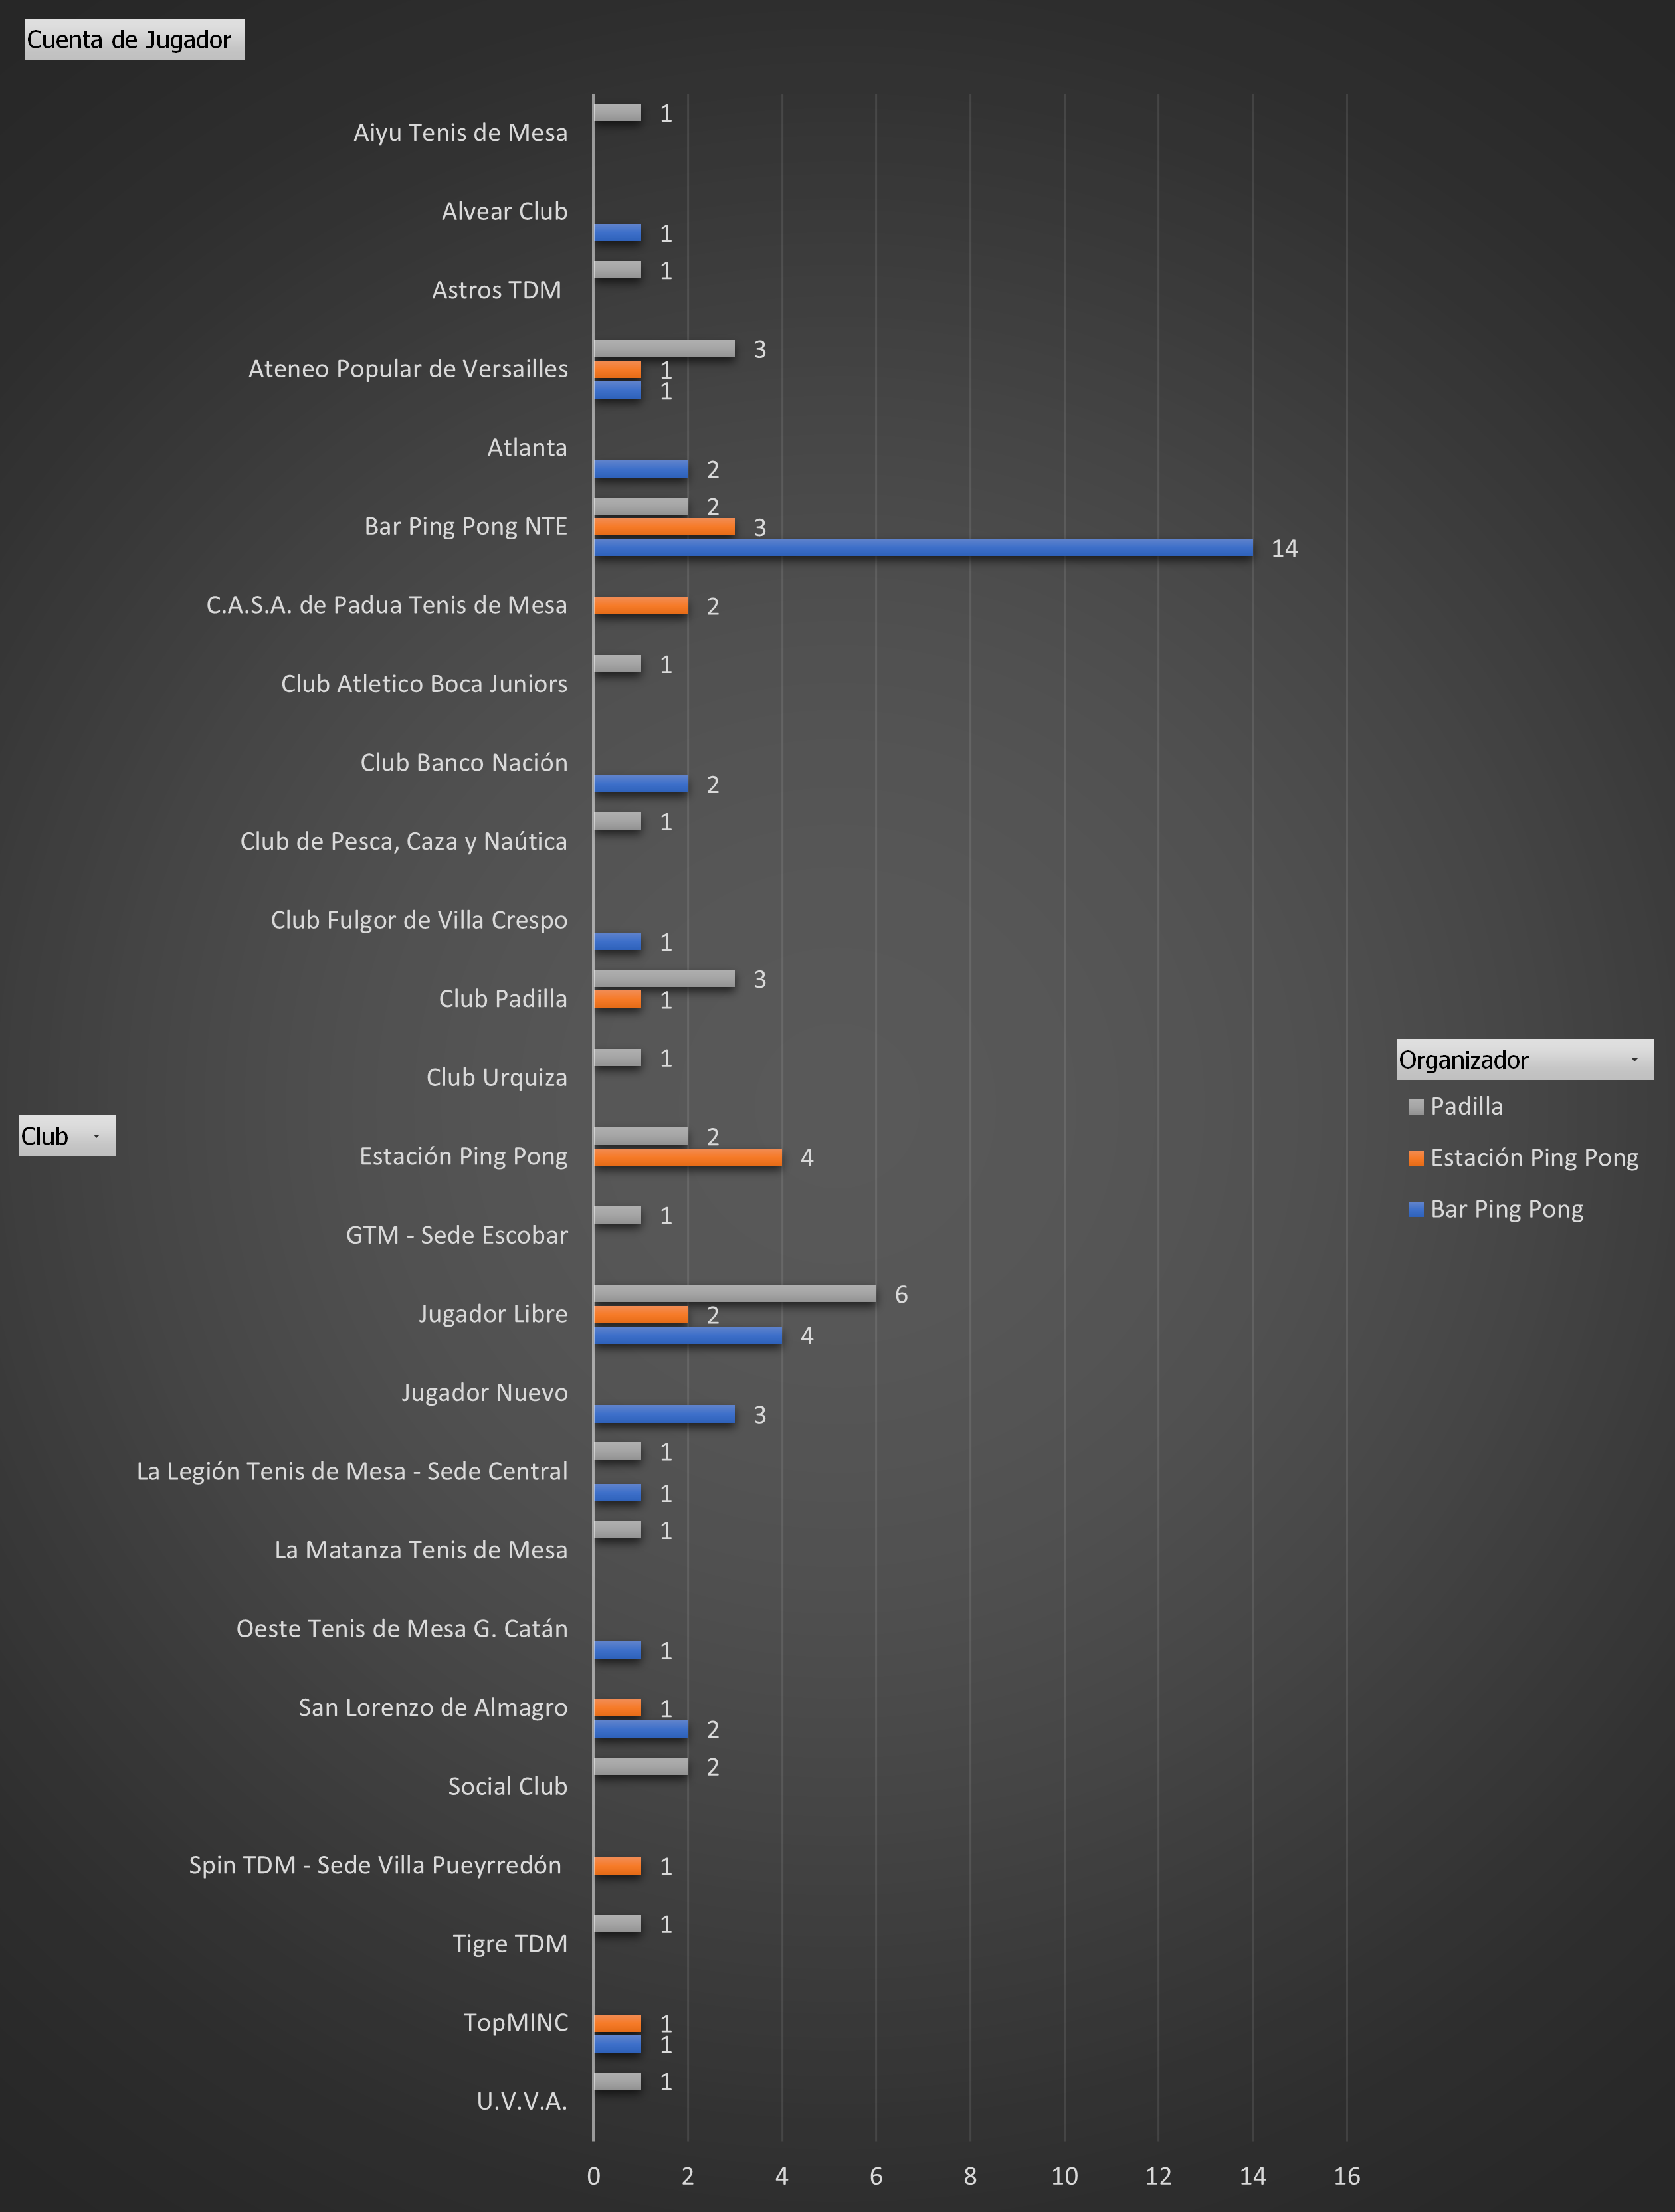 Cuenta de Jugador
Aiyu Tenis de Mesa
1
Alvear Club
1
Astros TDM
1
Ateneo Popular de Versailles
3
1
1
Atlanta
2
Bar Ping Pong NTE
2
3
14
C.A.S.A. de Padua Tenis de Mesa
2
Club Atletico Boca Juniors
1
Club Banco Nación
2
Club de Pesca, Caza y Naútica
1
Club Fulgor de Villa Crespo
1
Club Padilla
3
1
Club Urquiza
1
Estación Ping Pong
2
4
GTM - Sede Escobar
1
Jugador Libre
6
2
4
Jugador Nuevo
3
La Legión Tenis de Mesa - Sede Central
1
1
La Matanza Tenis de Mesa
1
Oeste Tenis de Mesa G. Catán
1
San Lorenzo de Almagro
1
2
Social Club
2
Spin TDM - Sede Villa Pueyrredón
1
Tigre TDM
1
TopMINC
1
1
U.V.V.A.
1
0 2 4 6 8 10 12 14 16
Club
Organizador
Padilla
Estación Ping Pong
Bar Ping Pong